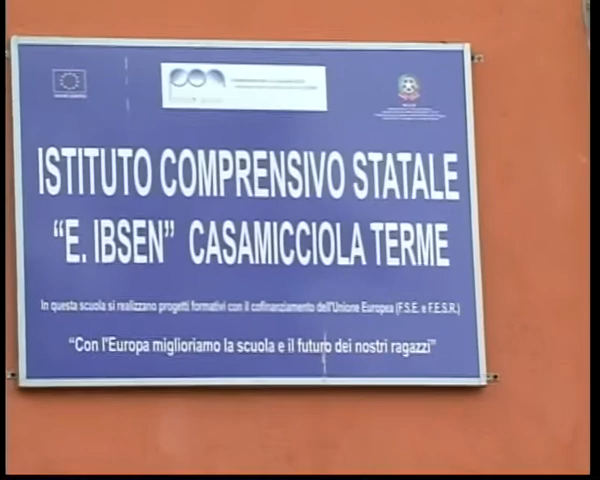 pon
ISTITUTO COMPRENSIVO STATALE
“E. IBSEN” CASAMICCIOLA TERME
In questa scuola si realizzano progetti formativi con il cofinanziamento dell'Unione Europea (F.S.E. e F.E.S.R.)
“Con l'Europa miglioriamo la scuola e il futuro dei nostri ragazzi”